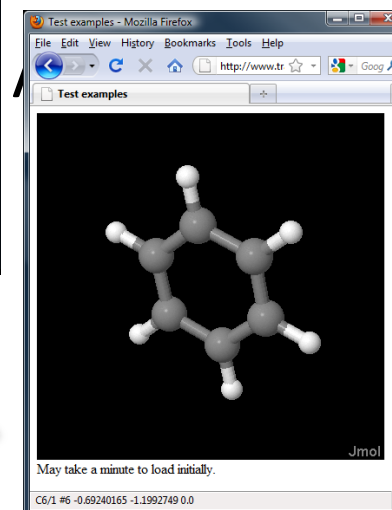 Test examples - Mozilla Firefox
File Edit View History Bookmarks Tools Help
http://www.tr Goog
Test examples
Jmol
May take a minute to load initially.
C6/1 #6 -0.69240165 -1.1992749 0.0